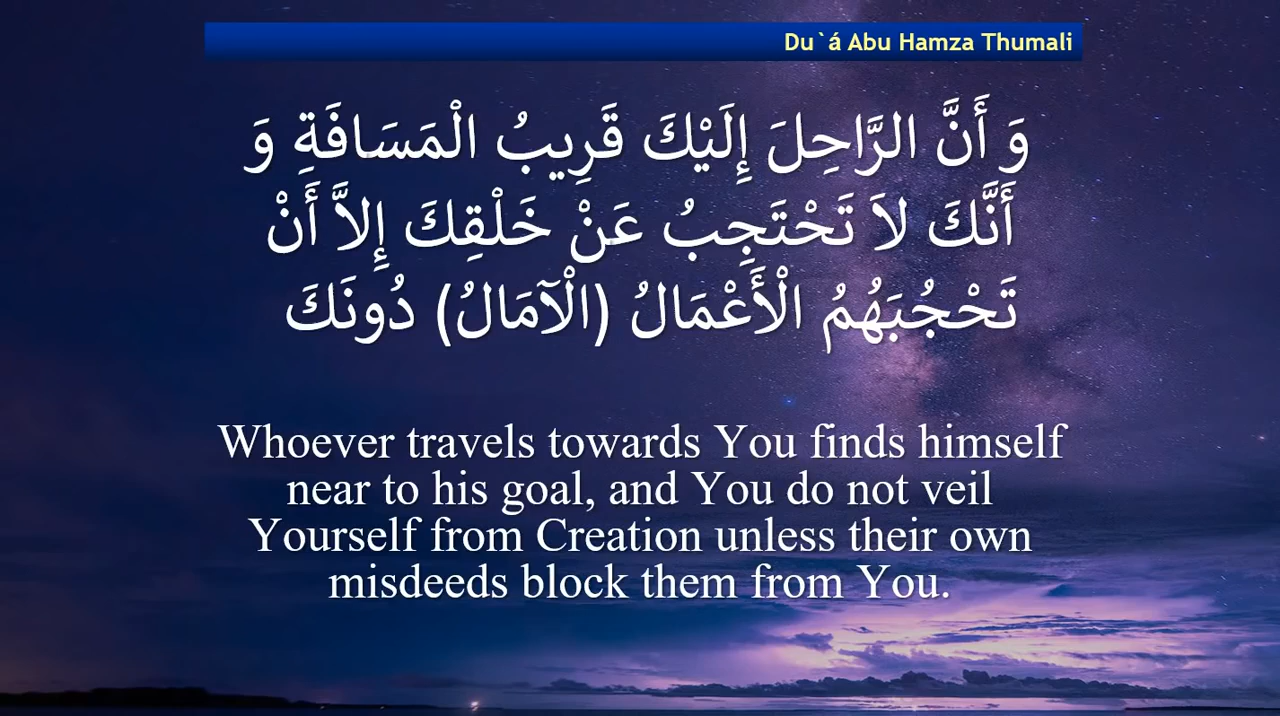 Du`á Abu Hamza Thumali
وَ أَنَّ الرَّاحِلَ إِلَيْكَ قَرِيبُ الْمَسَافَةِ وَ
أَنَّكَ لاَ تَحْتَجِبُ عَنْ خَلْقِكَ إِلاَّ أَنْ
تَحْجُبَهُمُ الْأَعْمَالُ (الْآمَالُ) دُونَكَ
Whoever travels towards You finds himself
near to his goal, and You do not veil
Yourself from Creation unless their own
misdeeds block them from You.